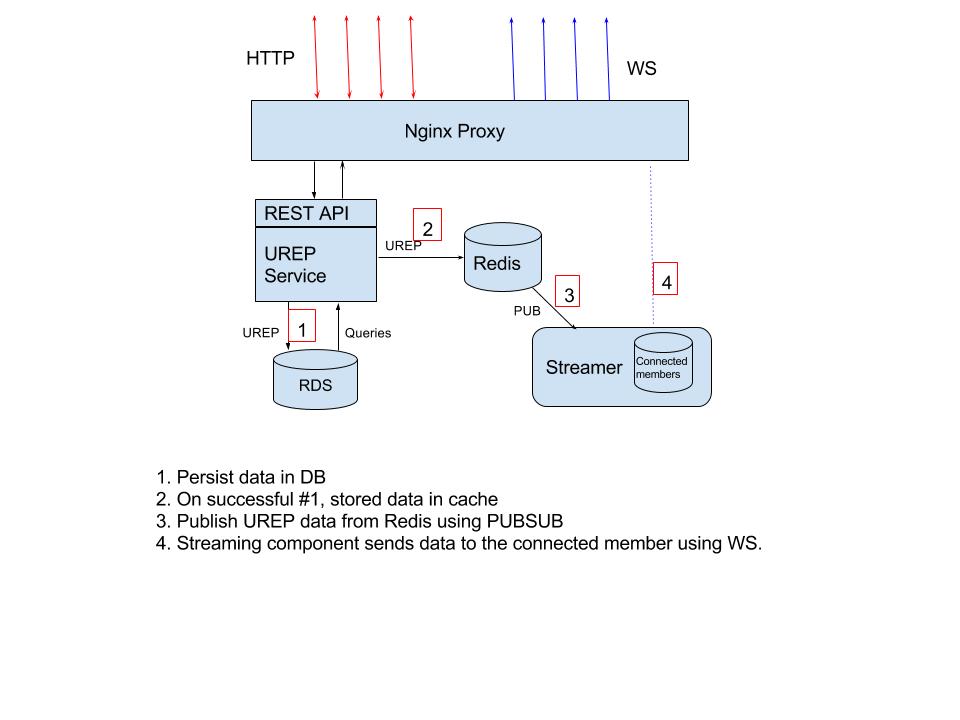 HTTP
WS
Nginx Proxy
REST API
UREP
Service
2
UREP
Redis
3
PUB
4
UREP
1
Queries
RDS
Streamer
Connected
members
1. Persist data in DB
2. On successful #1, stored data in cache
3. Publish UREP data from Redis using PUBSUB
4. Streaming component sends data to the connected member using WS.